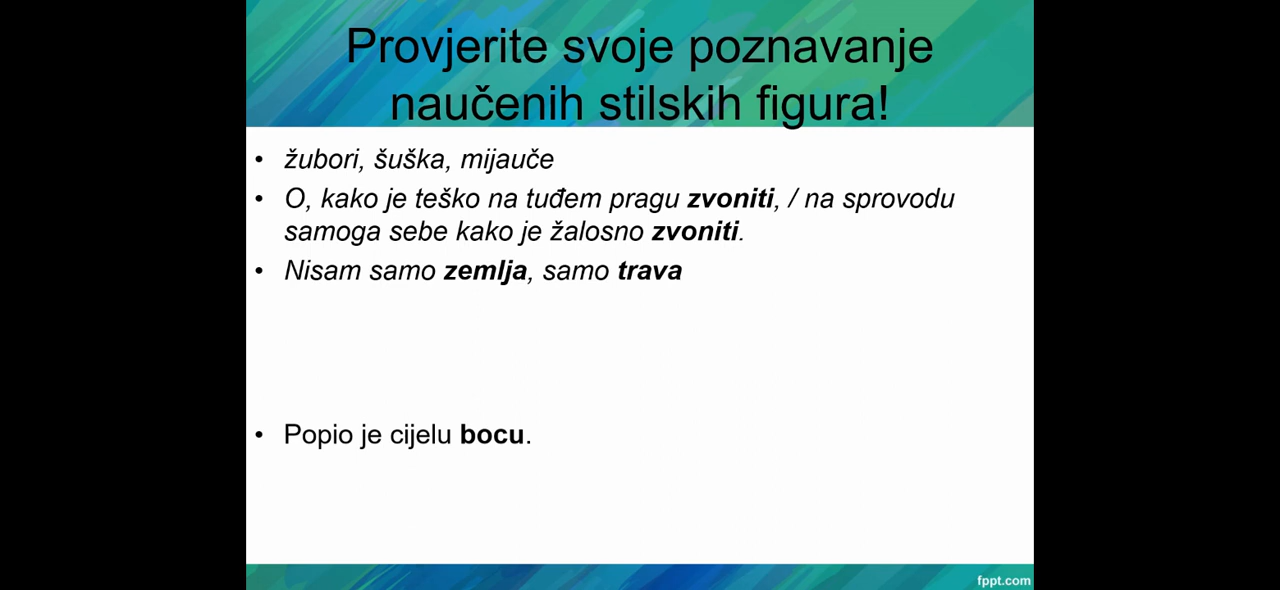 Provjerite svoje poznavanje
naučenih stilskih figura!
• žubori, šuška, mijauče
• O, kako je teško na tuđem pragu zvoniti, / na sprovodu
samoga sebe kako je žalosno zvoniti.
• Nisam samo zemlja, samo trava
• Popio je cijelu bocu.
fppt.com